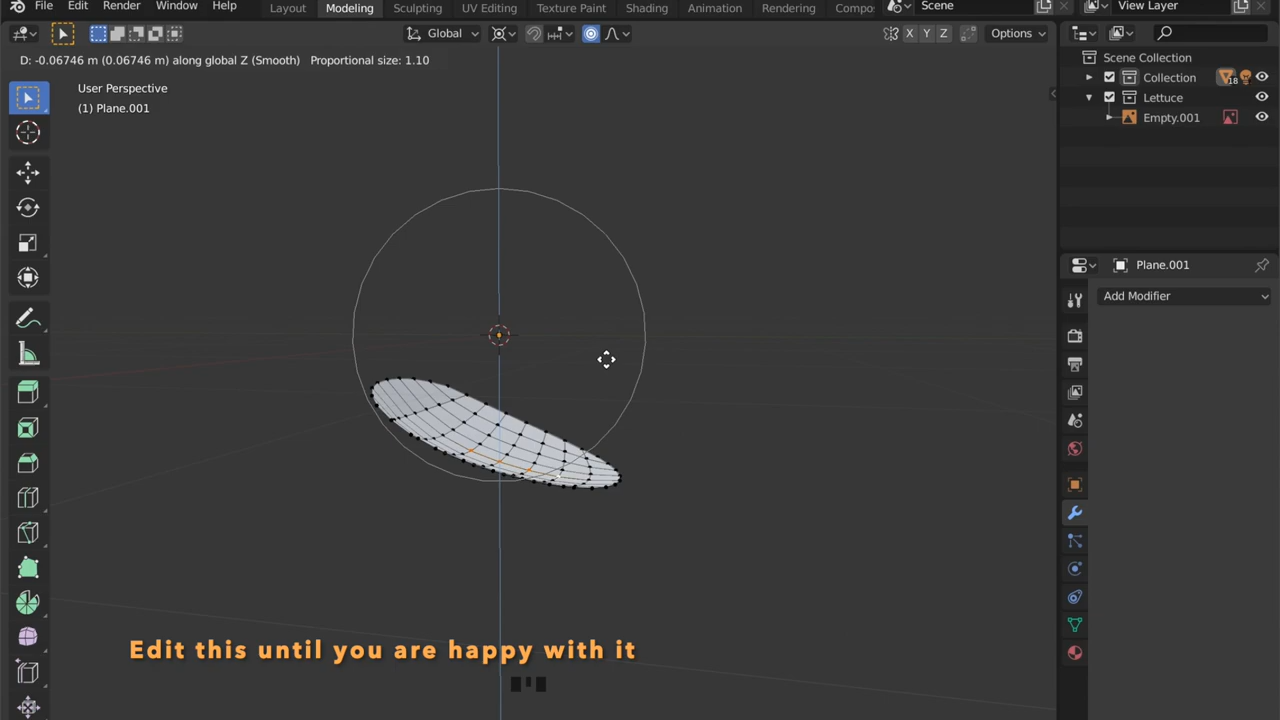 File Edit Render Window Help Layout Modeling Sculpting UV Editing Texture Paint Shading Animation Rendering Compo Scene View Layer
Global X Y Z Options
D: -0.06746 m (0.06746 m) along global Z (Smooth) Proportional size: 1.10
User Perspective
(1) Plane.001
Scene Collection
Collection 18
Lettuce
Empty.001
Plane.001
Add Modifier
Edit this until you are happy with it